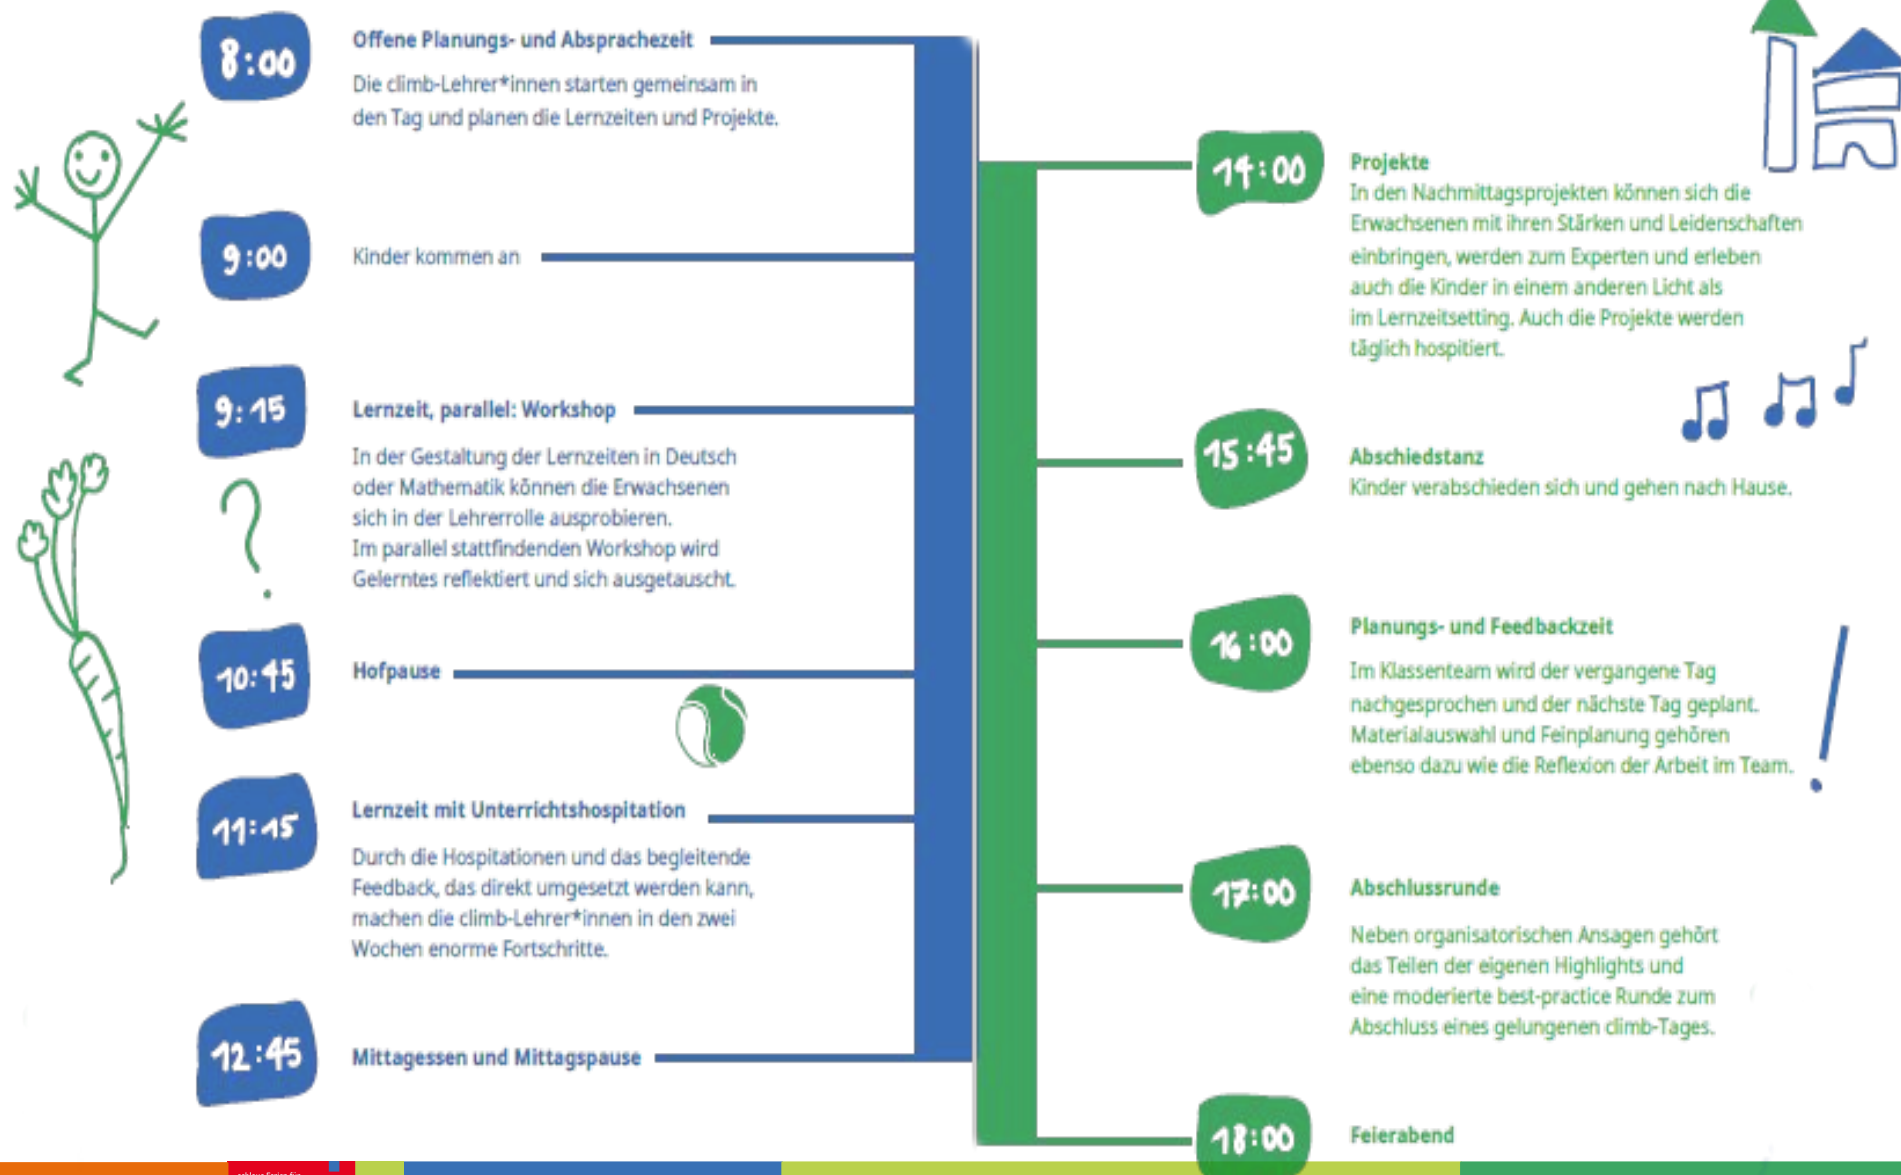 8:00
Offene Planungs- und Absprachezeit
Die climb-Lehrer*innen starten gemeinsam in
den Tag und planen die Lernzeiten und Projekte.
9:00
Kinder kommen an
9:15
Lernzeit, parallel: Workshop
In der Gestaltung der Lernzeiten in Deutsch
oder Mathematik können die Erwachsenen
sich in der Lehrerrolle ausprobieren.
Im parallel stattfindenden Workshop wird
Gelerntes reflektiert und sich ausgetauscht.
?
10:45
Hofpause
11:15
Lernzeit mit Unterrichtshospitation
Durch die Hospitationen und das begleitende
Feedback, das direkt umgesetzt werden kann,
machen die climb-Lehrer*innen in den zwei
Wochen enorme Fortschritte.
12:45
Mittagessen und Mittagspause
14:00
Projekte
In den Nachmittagsprojekten können sich die
Erwachsenen mit ihren Stärken und Leidenschaften
einbringen, werden zum Experten und erleben
auch die Kinder in einem anderen Licht als
im Lernzeitsetting. Auch die Projekte werden
täglich hospitiert.
15:45
Abschiedstanz
Kinder verabschieden sich und gehen nach Hause.
16:00
Planungs- und Feedbackzeit
Im Klassenteam wird der vergangene Tag
nachgesprochen und der nächste Tag geplant.
Materialauswahl und Feinplanung gehören
ebenso dazu wie die Reflexion der Arbeit im Team.
!
17:00
Abschlussrunde
Neben organisatorischen Ansagen gehört
das Teilen der eigenen Highlights und
eine moderierte best-practice Runde zum
Abschluss eines gelungenen climb-Tages.
18:00
Feierabend